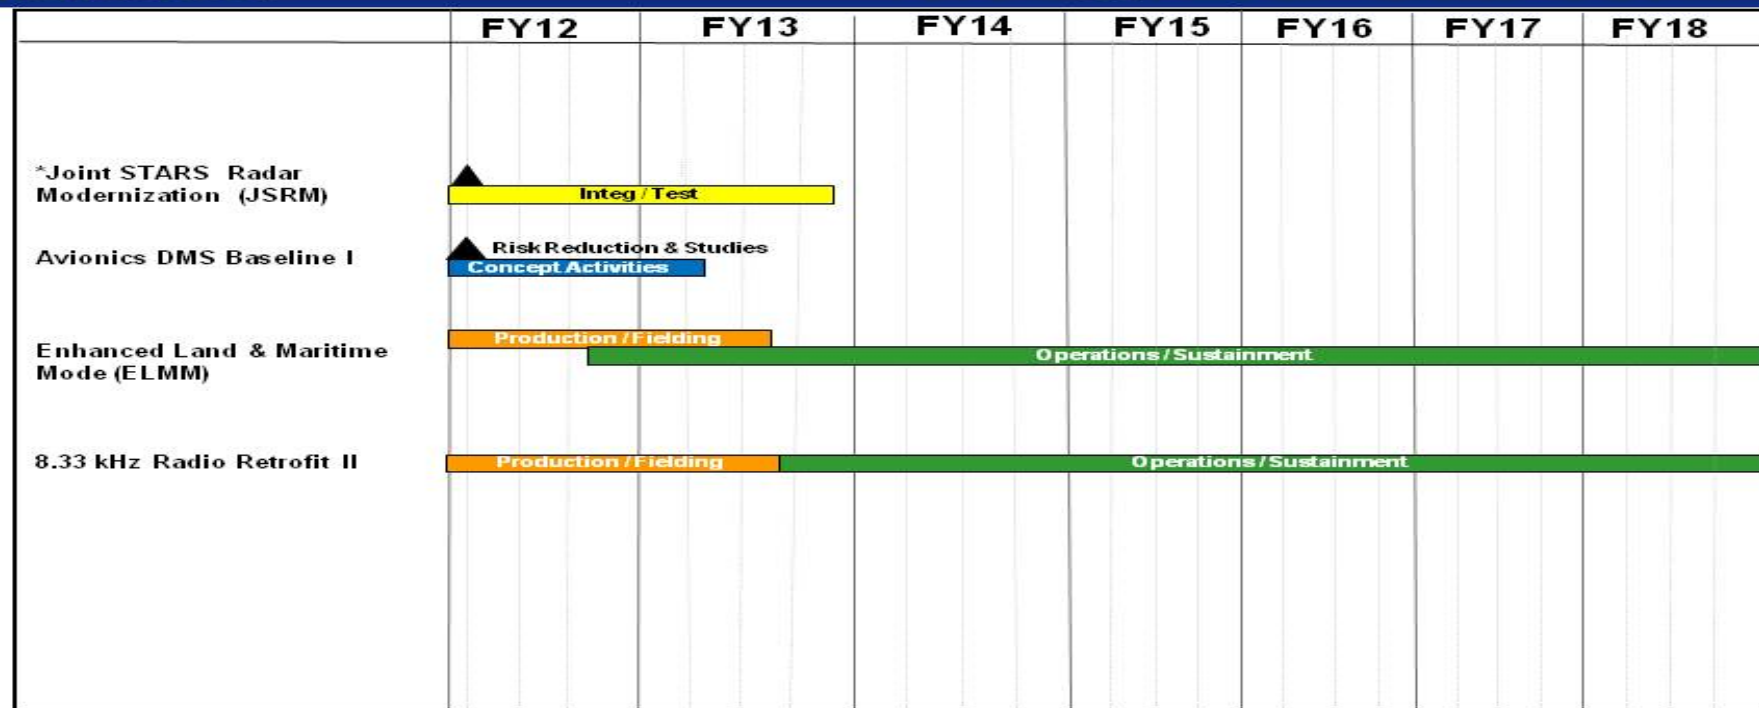 FY12 FY13 FY14 FY15 FY16 FY17 FY18
*Joint STARS Radar
Modernization (JSRM)
Integ / Test
Avionics DMS Baseline I
Risk Reduction & Studies
Concept Activities
Enhanced Land & Maritime
Mode (ELMM)
Production / Fielding
Operations / Sustainment
8.33 kHz Radio Retrofit II
Production / Fielding
Operations / Sustainment